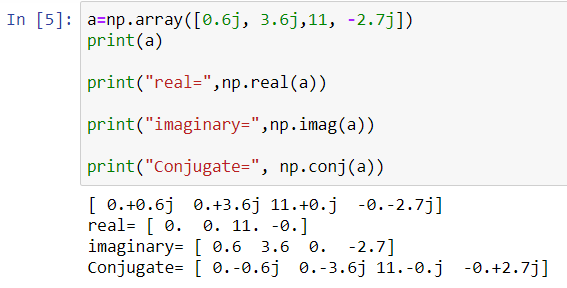 In [5]: a=np.array([0.6j, 3.6j,11, -2.7j])
print(a)
print("real=",np.real(a))
print("imaginary=",np.imag(a))
print("Conjugate=", np.conj(a))
[ 0.+0.6j  0.+3.6j 11.+0.j  -0.-2.7j]
real= [ 0.  0. 11. -0.]
imaginary= [ 0.6  3.6  0.  -2.7]
Conjugate= [ 0.-0.6j  0.-3.6j 11.-0.j  -0.+2.7j]